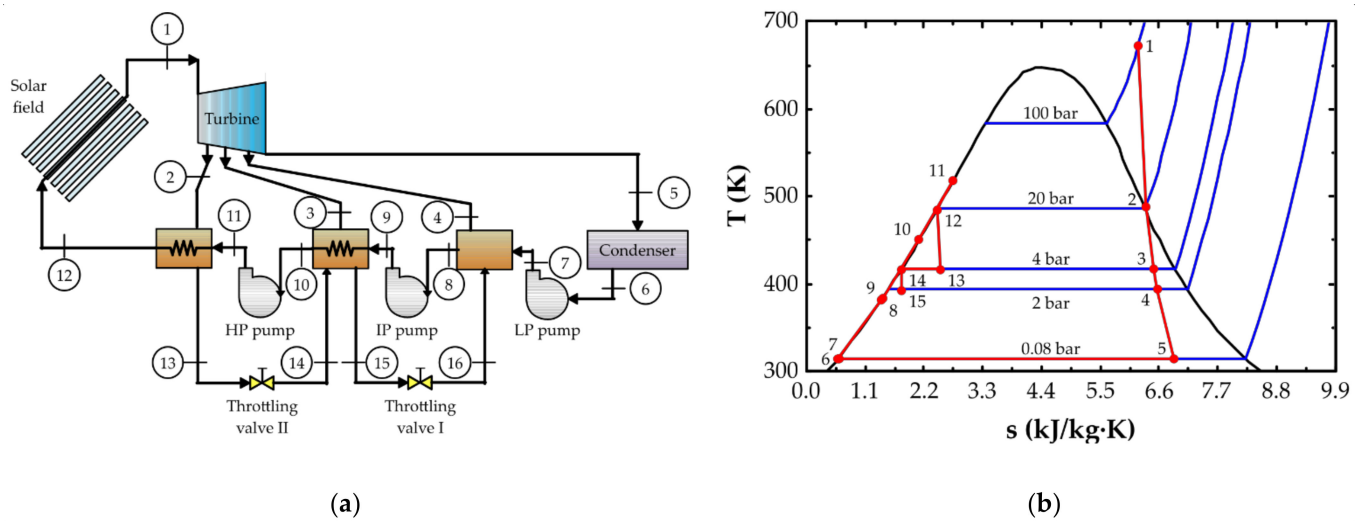 1
Solar
field
Turbine
2
3
4
5
11
9
Condenser
12
10
8
7
6
HP pump
IP pump
LP pump
13
14
15
16
Throttling
valve II
Throttling
valve I
(a)
700
600
500
400
300
T (K)
1
100 bar
11
20 bar
2
12
10
4 bar
3
14
13
9
8
15
2 bar
4
7
6
0.08 bar
5
0.0 1.1 2.2 3.3 4.4 5.5 6.6 7.7 8.8 9.9
s (kJ/kg·K)
(b)